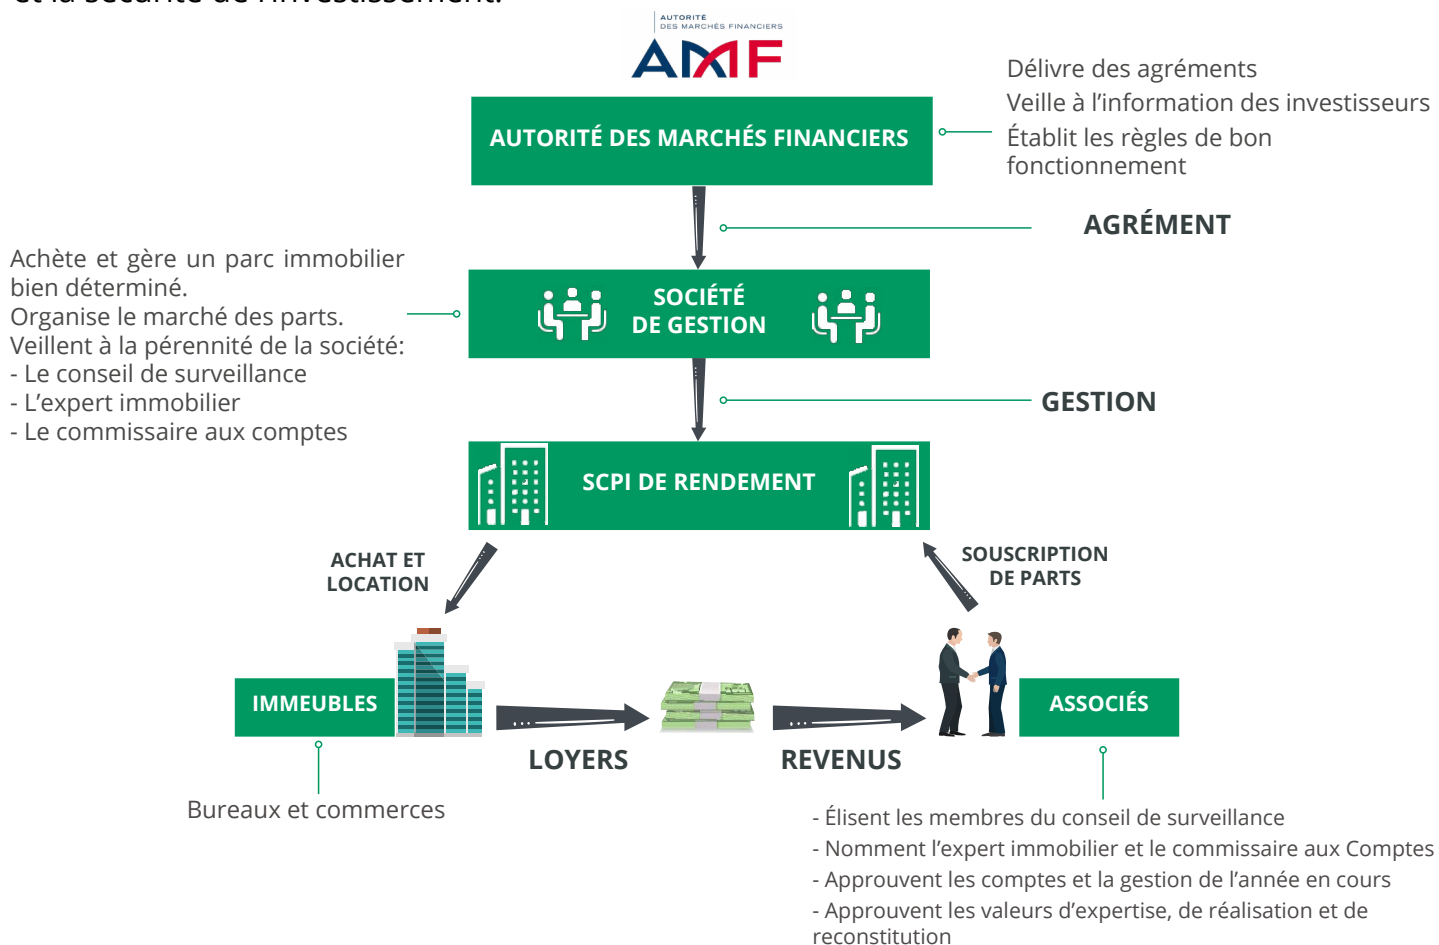 et la sécurité de l'investissement.
AUTORITÉ
DES MARCHÉS FINANCIERS
AMF
AUTORITÉ DES MARCHÉS FINANCIERS
Délivre des agréments
Veille à l’information des investisseurs
Établit les règles de bon
fonctionnement
AGRÉMENT
Achète et gère un parc immobilier
bien déterminé.
Organise le marché des parts.
Veillent à la pérennité de la société:
- Le conseil de surveillance
- L’expert immobilier
- Le commissaire aux comptes
SOCIÉTÉ
DE GESTION
GESTION
SCPI DE RENDEMENT
ACHAT ET
LOCATION
SOUSCRIPTION
DE PARTS
IMMEUBLES
ASSOCIÉS
LOYERS
REVENUS
Bureaux et commerces
- Élisent les membres du conseil de surveillance
- Nomment l’expert immobilier et le commissaire aux Comptes
- Approuvent les comptes et la gestion de l’année en cours
- Approuvent les valeurs d’expertise, de réalisation et de
reconstitution